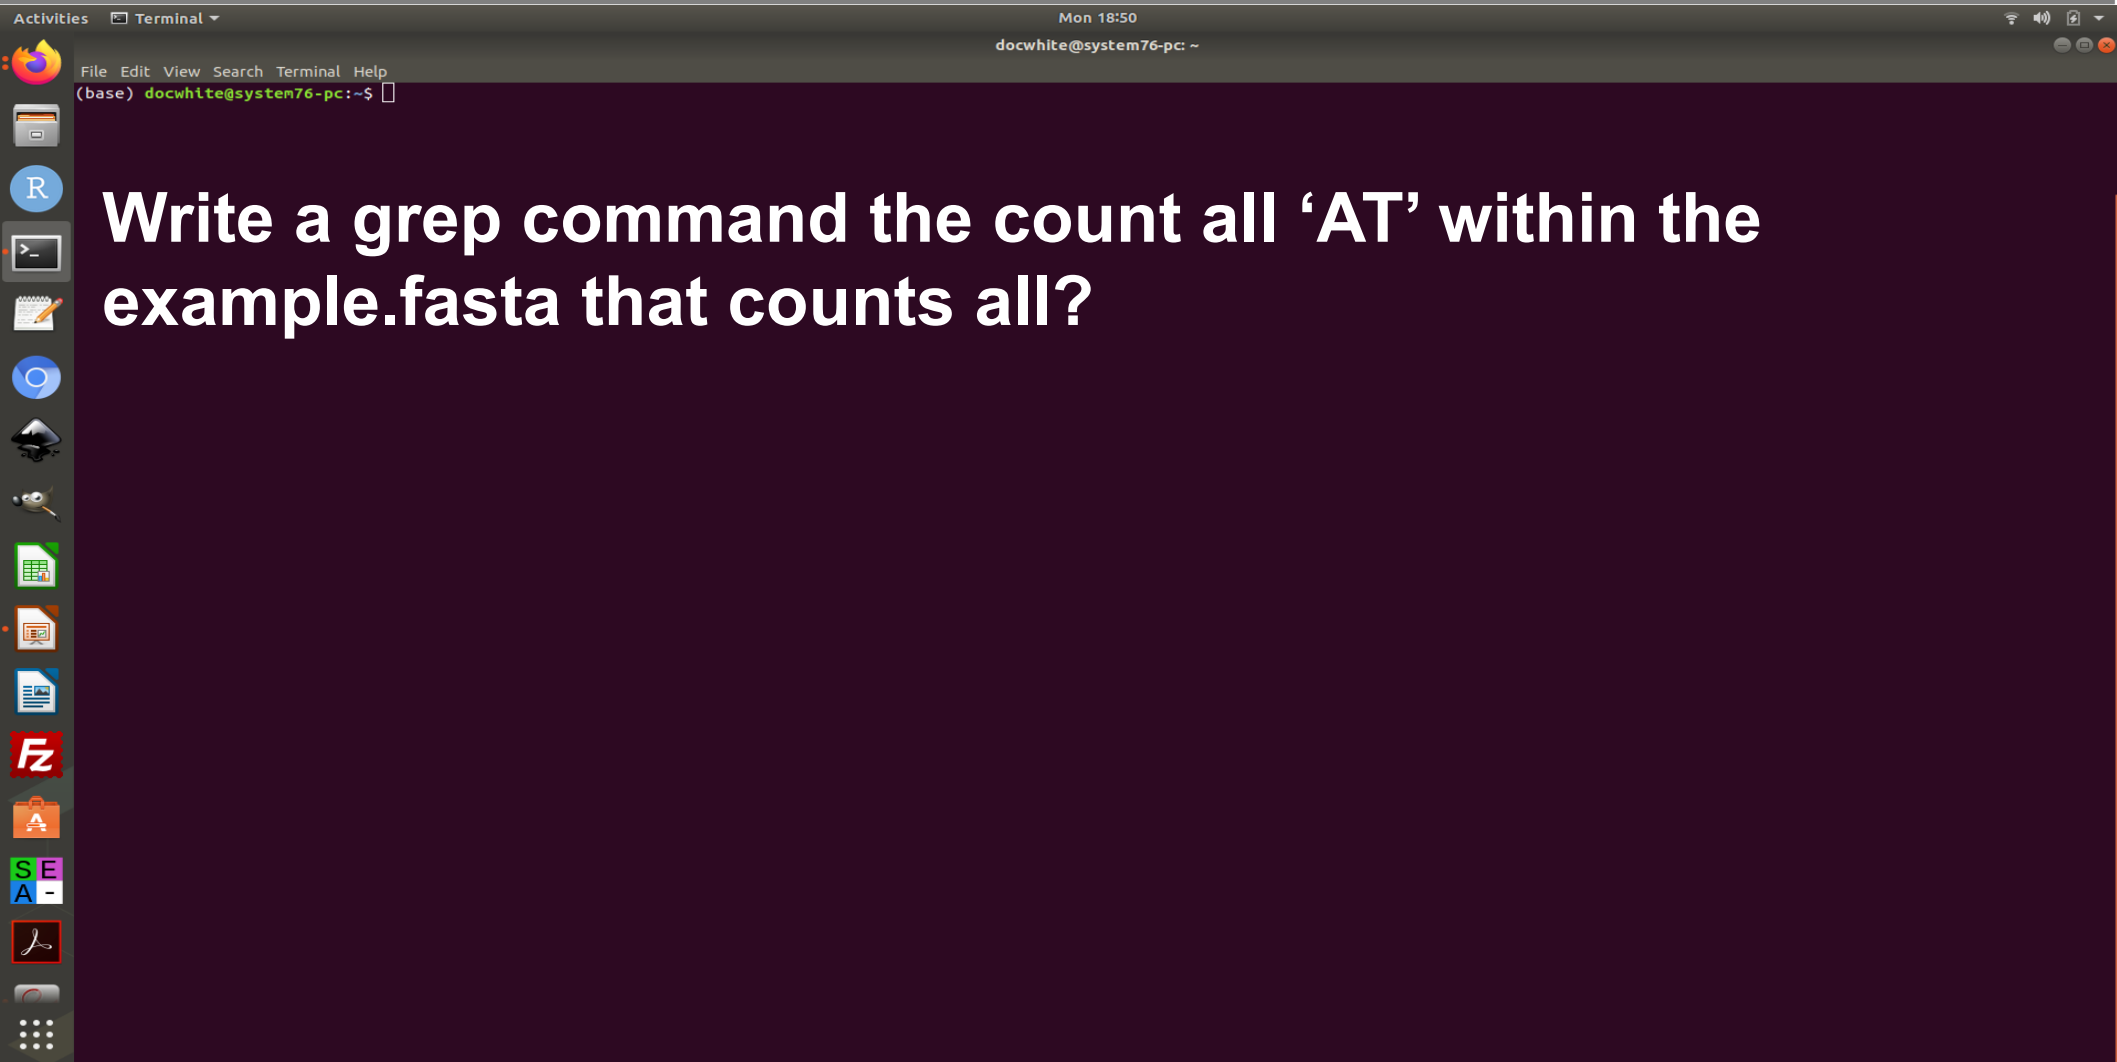 Activities Terminal Mon 18:50
docwhite@system76-pc: ~
File Edit View Search Terminal Help
(base) docwhite@system76-pc:~$
Write a grep command the count all ‘AT’ within the
example.fasta that counts all?
R
>_
Fz
A
S E
A -